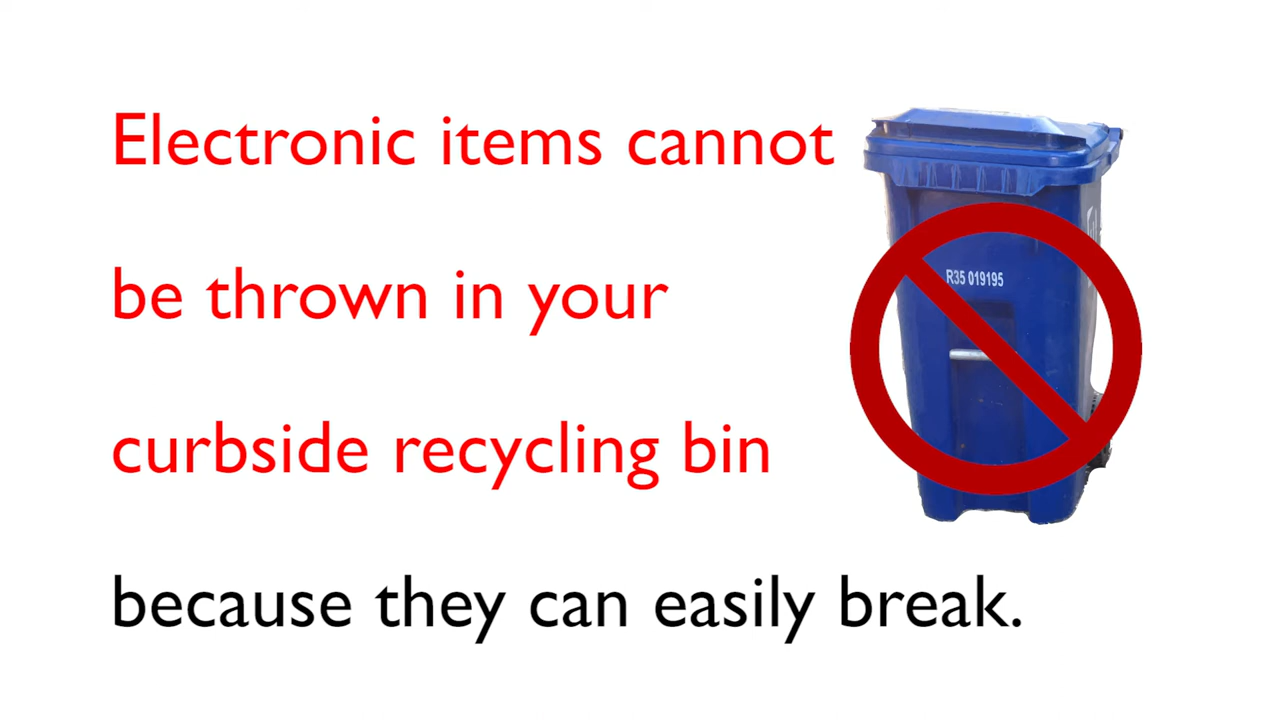 Electronic items cannot
be thrown in your
curbside recycling bin
because they can easily break.
R35 019195